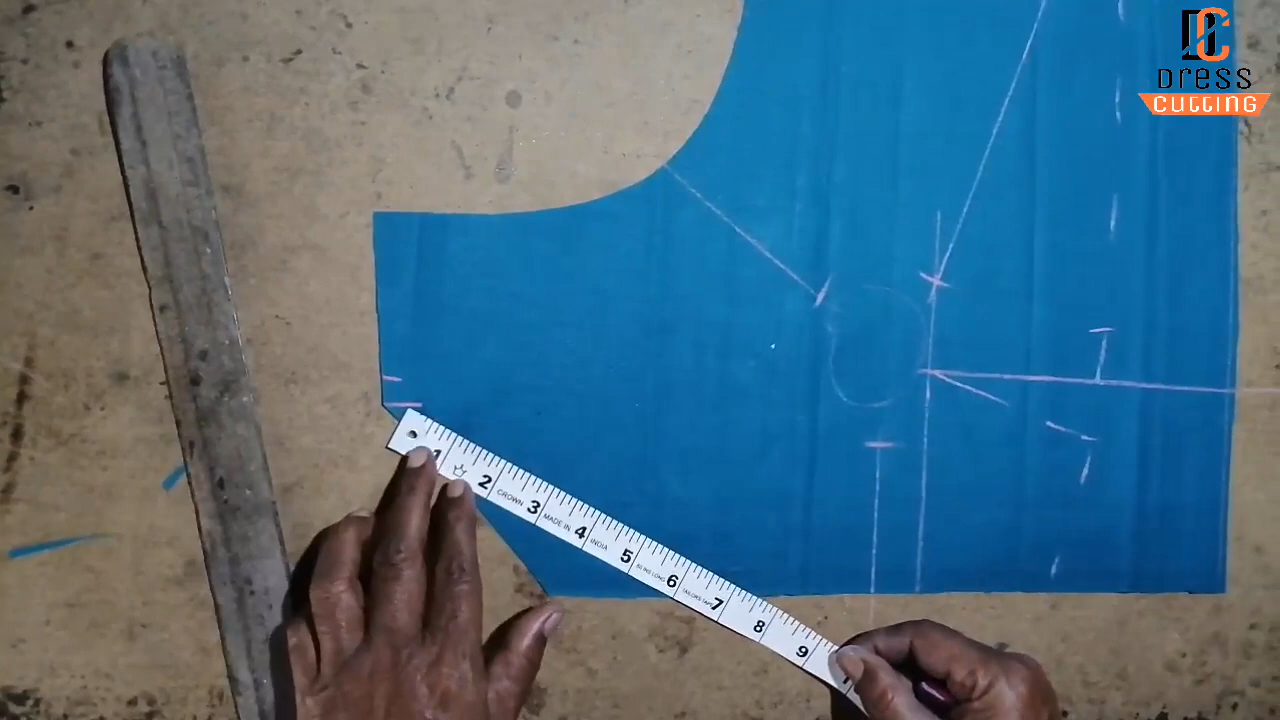 DC
Dress
cutting
1 2 3 4 5 6 7 8 9
CROWN MADE IN INDIA
TAILORS TAPE